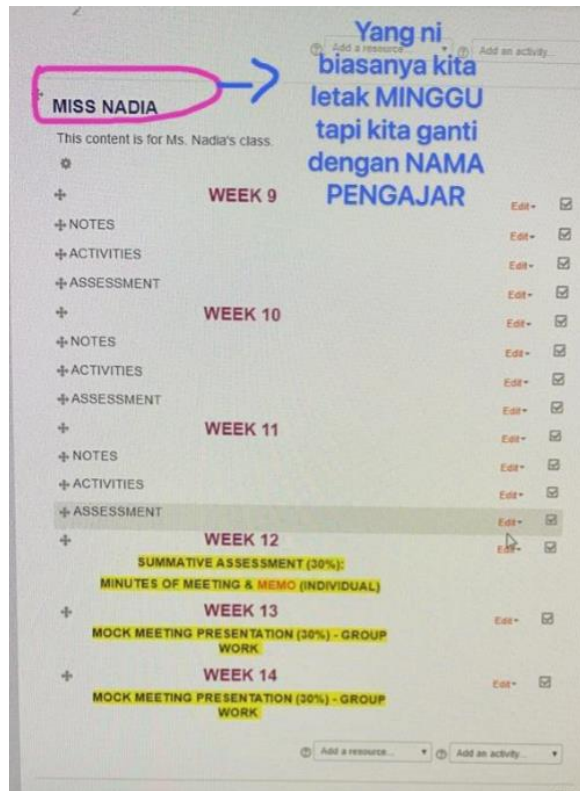 Yang ni
Add a resource... Add an activity...
biasanya kita
letak MINGGU
tapi kita ganti
dengan NAMA
PENGAJAR
MISS NADIA
This content is for Ms. Nadia's class.
WEEK 9
Edit
NOTES
Edit
ACTIVITIES
Edit
ASSESSMENT
Edit
WEEK 10
Edit
NOTES
Edit
ACTIVITIES
Edit
ASSESSMENT
Edit
WEEK 11
Edit
NOTES
Edit
ACTIVITIES
Edit
ASSESSMENT
Edit
WEEK 12
Edit
SUMMATIVE ASSESSMENT (30%):
MINUTES OF MEETING & MEMO (INDIVIDUAL)
WEEK 13
Edit
MOCK MEETING PRESENTATION (30%) - GROUP
WORK
WEEK 14
Edit
MOCK MEETING PRESENTATION (30%) - GROUP
WORK
Add a resource... Add an activity...